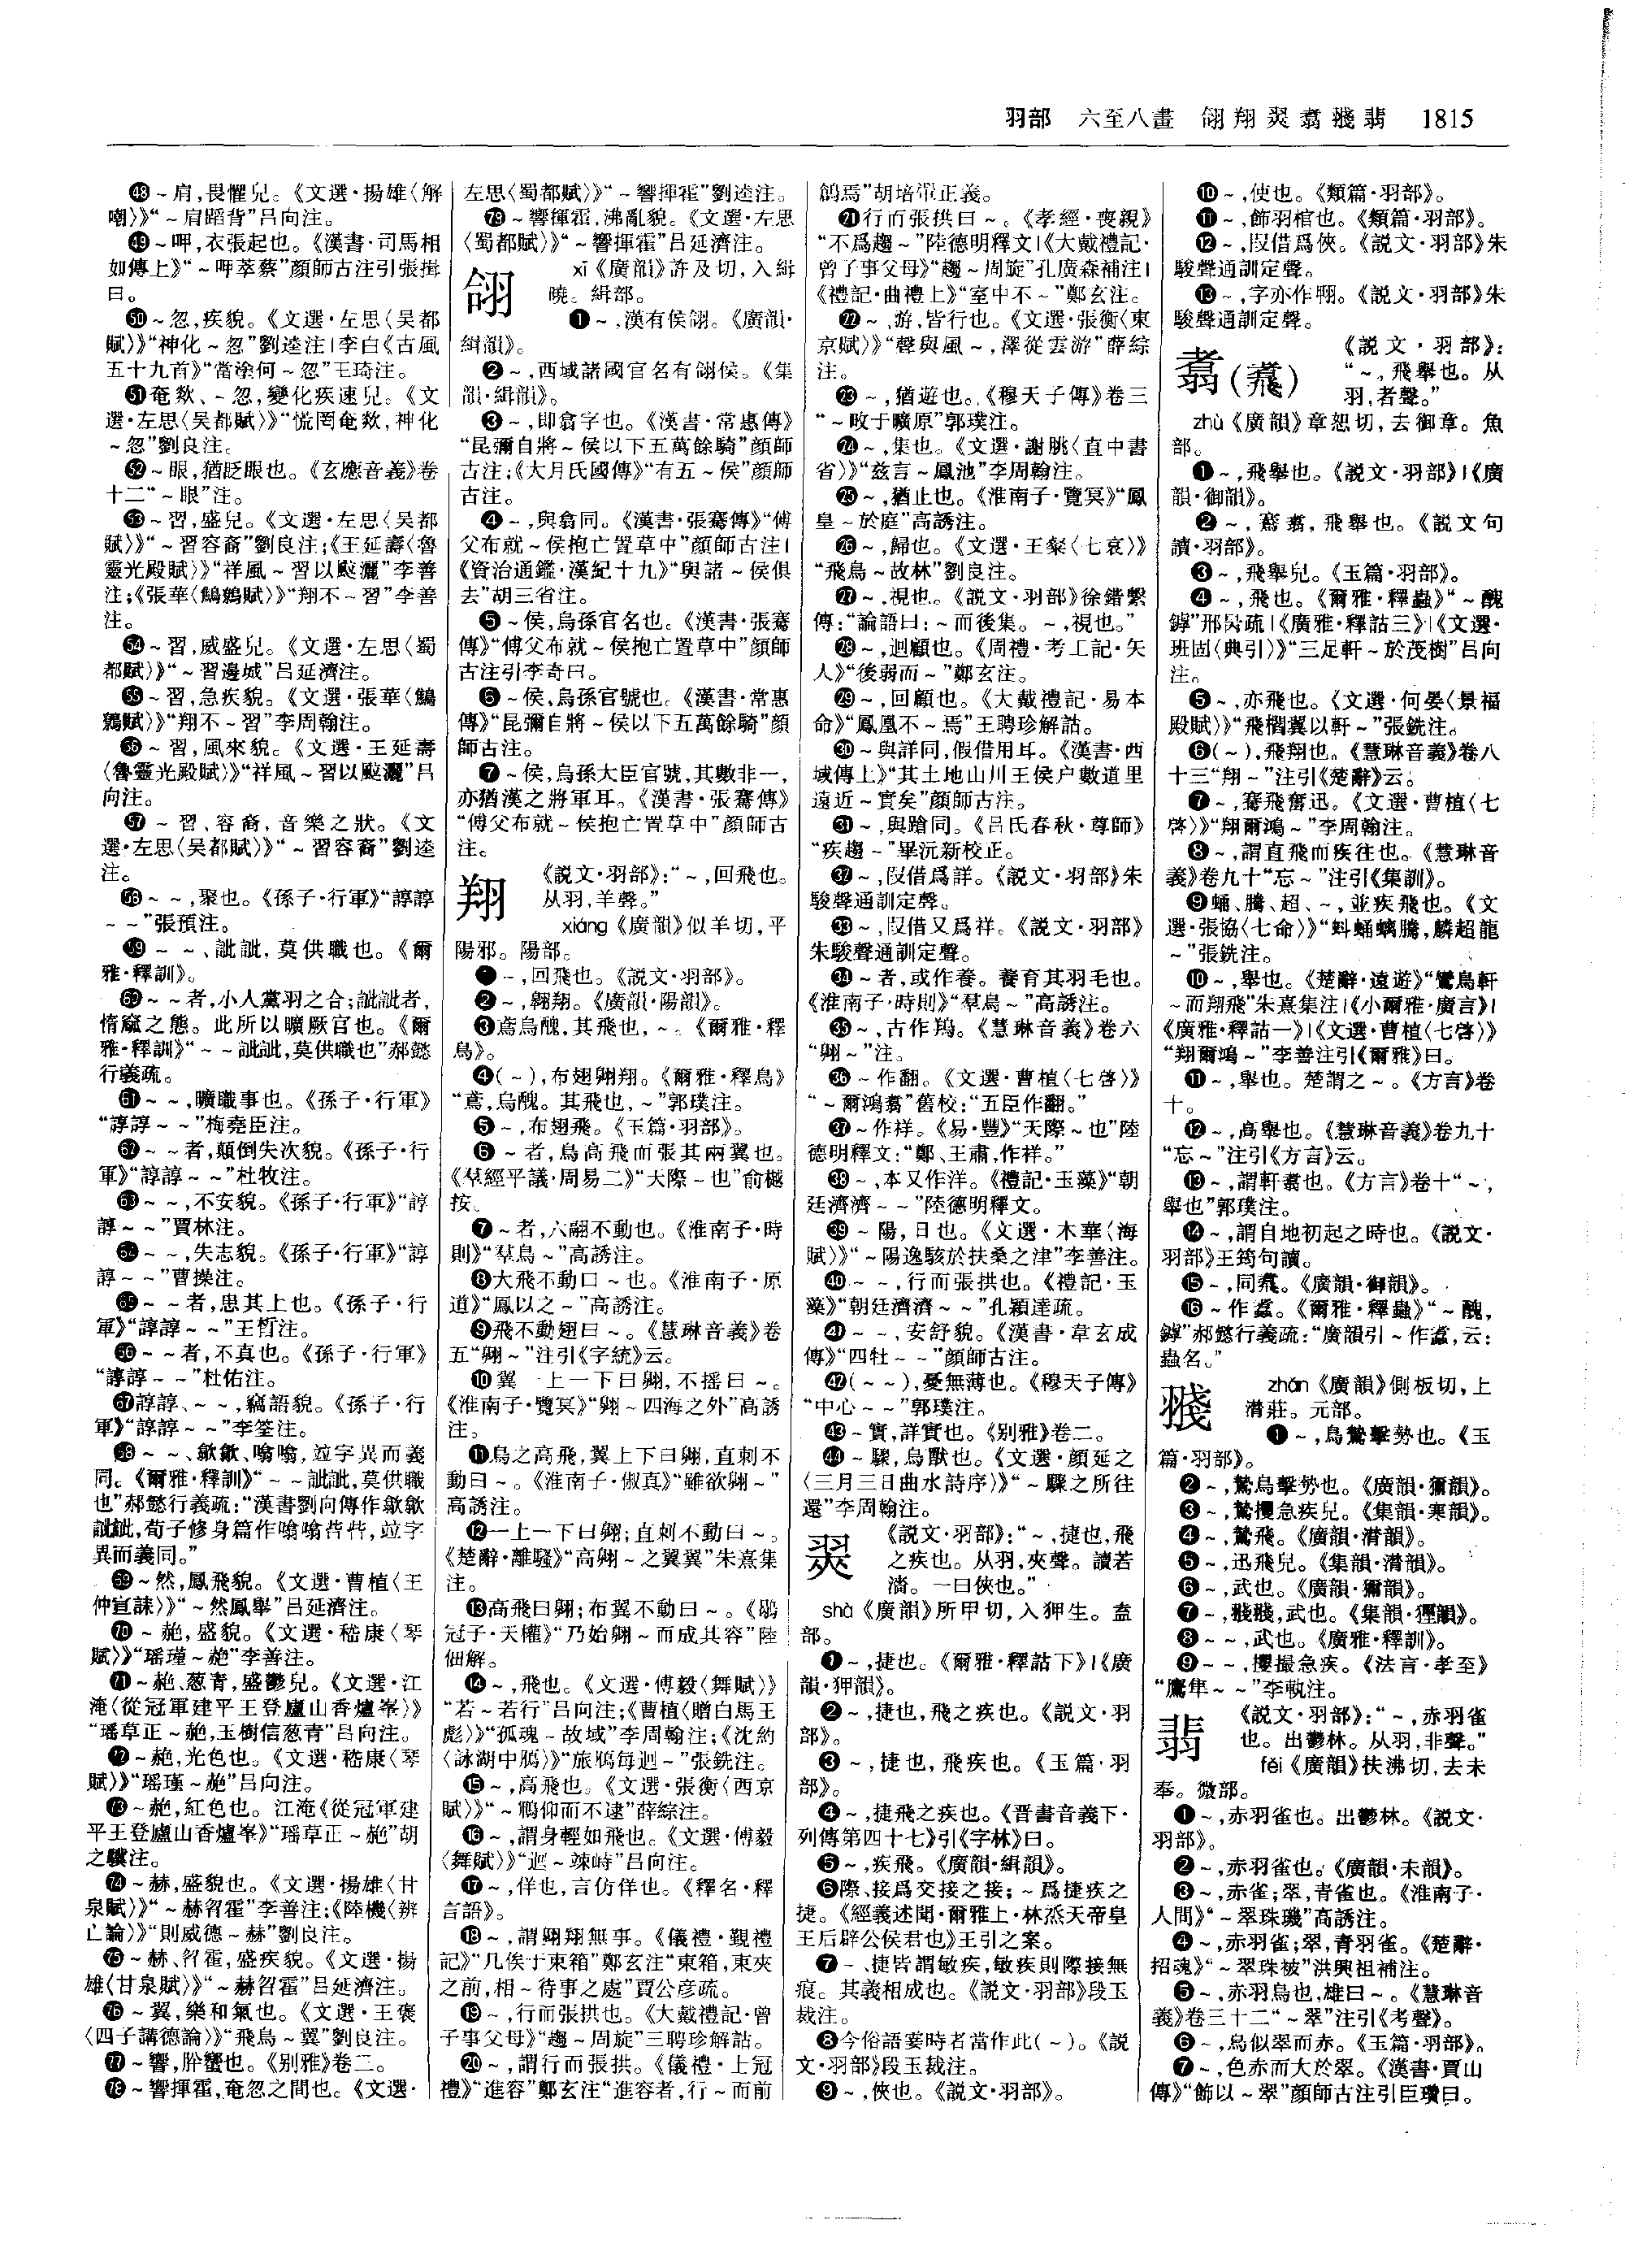 羽部 六至八畫 翖翔翣翥㦃翡 1815
㊽～肩,畏懼皃。《文選·揚雄〈解
嘲〉》“～肩蹈背”呂向注。
㊾～呷,衣張起也。《漢書·司馬相
如傳上》“～呷萃蔡”顏師古注引張揖
曰。
㊿～忽,疾貌。《文選·左思〈吳都
賦〉》“神化～忽”劉逵注|李白《古風
五十九首》“當塗何～忽”王琦注。
51奄欻、～忽,變化疾速皃。《文
選·左思〈吳都賦〉》“慌罔奄欻,神化
～忽”劉良注。
52～眼,猶眨眼也。《玄應音義》卷
十二“～眼”注。
53～習,盛皃。《文選·左思〈吳都
賦〉》“～習容裔”劉良注;《王延壽〈魯
靈光殿賦〉》“祥風～習以颭灑”李善
注;《張華〈鷦鷯賦〉》“翔不～習”李善
注。
54～習,威盛皃。《文選·左思〈蜀
都賦〉》“～習邊城”呂延濟注。
55～習,急疾貌。《文選·張華〈鷦
鷯賦〉》“翔不～習”李周翰注。
56～習,風來貌。《文選·王延壽
〈魯靈光殿賦〉》“祥風～習以颭灑”呂
向注。
57～習、容裔,音樂之狀。《文
選·左思〈吳都賦〉》“～習容裔”劉逵
注。
58～～,聚也。《孫子·行軍》“諄諄
～～”張預注。
59～～、訿訿,莫供職也。《爾
雅·釋訓》。
60～～者,小人黨羽之合;訿訿者,
惰窳之態。此所以曠厥官也。《爾
雅·釋訓》“～～訿訿,莫供職也”郝懿
行義疏。
61～～,曠職事也。《孫子·行軍》
“諄諄～～”梅堯臣注。
62～～者,顛倒失次貌。《孫子·行
軍》“諄諄～～”杜牧注。
63～～,不安貌。《孫子·行軍》“諄
諄～～”賈林注。
64～～,失志貌。《孫子·行軍》“諄
諄～～”曹操注。
65～～者,患其上也。《孫子·行
軍》“諄諄～～”王晳注。
66～～者,不真也。《孫子·行軍》
“諄諄～～”杜佑注。
67諄諄、～～,竊語貌。《孫子·行
軍》“諄諄～～”李筌注。
68～～、歙歙、噏噏,竝字異而義
同。《爾雅·釋訓》“～～訿訿,莫供職
也”郝懿行義疏:“漢書劉向傳作歙歙
訿訿,荀子修身篇作噏噏呰呰,竝字
異而義同。”
69～然,鳳飛貌。《文選·曹植〈王
仲宣誄〉》“～然鳳舉”呂延濟注。
70～赩,盛貌。《文選·嵇康〈琴
賦〉》“瑶瑾～赩”李善注。
71～赩、葱青,盛鬱皃。《文選·江
淹〈從冠軍建平王登廬山香爐峯〉》
“瑶草正～赩,玉樹信葱青”呂向注。
72～赩,光色也。《文選·嵇康〈琴
賦〉》“瑶瑾～赩”呂向注。
73～赩,紅色也。江淹《從冠軍建
平王登廬山香爐峯》“瑶草正～赩”胡
之驥注。
74～赫,盛貌也。《文選·楊雄〈甘
泉賦〉》“～赫曶霍”李善注;《陸機〈辨
亡論〉》“則威德～赫”劉良注。
75～赫、曶霍,盛疾貌。《文選·揚
雄〈甘泉賦〉》“～赫曶霍”呂延濟注。
76～翼,樂和氣也。《文選·王褒
〈四子講德論〉》“飛鳥～翼”劉良注。
77～響,肸蠁也。《别雅》卷二。
78～響揮霍,奄忽之間也。《文選·
左思〈蜀都賦〉》“～響揮霍”劉逵注。
79～響揮霍,沸亂貌。《文選·左思
〈蜀都賦〉》“～響揮霍”呂延濟注。
翖
xī《廣韻》許及切,入緝
曉。緝部。
❶～,漢有侯翖。《廣韻·
緝韻》。
❷～,西域諸國官名有翖侯。《集
韻·緝韻》。
❸～,即翕字也。《漢書·常惠傳》
“昆彌自將～侯以下五萬餘騎”顏師
古注;《大月氏國傳》“有五～侯”顏師
古注。
❹～,與翕同。《漢書·張騫傳》“傅
父布就～侯抱亡置草中”顏師古注|
《資治通鑑·漢紀十九》“與諸～侯俱
去”胡三省注。
❺～侯,烏孫官名也。《漢書·張騫
傳》“傅父布就～侯抱亡置草中”顏師
古注引李奇曰。
❻～侯,烏孫官號也。《漢書·常惠
傳》“昆彌自將～侯以下五萬餘騎”顏
師古注。
❼～侯,烏孫大臣官號,其數非一,
亦猶漢之將軍耳。《漢書·張騫傳》
“傅父布就～侯抱亡置草中”顏師古
注。
翔
《説文·羽部》:“～,回飛也。
从羽,羊聲。”
xiáng《廣韻》似羊切,平
陽邪。陽部。
❶～,回飛也。《説文·羽部》。
❷～,翱翔。《廣韻·陽韻》。
❸鳶烏醜,其飛也,～。《爾雅·釋
鳥》。
❹(～),布翅翺翔。《爾雅·釋鳥》
“鳶,烏醜。其飛也,～”郭璞注。
❺～,布翅飛。《玉篇·羽部》。
❻～者,鳥高飛而張其兩翼也。
《羣經平議·周易二》“天際～也”俞樾
按。
❼～者,六翮不動也。《淮南子·時
則》“羣鳥～”高誘注。
❽大飛不動曰～也。《淮南子·原
道》“鳳以之～”高誘注。
❾飛不動翅曰～。《慧琳音義》卷
五“翺～”注引《字統》云。
❿翼一上一下曰翺,不摇曰～。
《淮南子·覽冥》“翺～四海之外”高誘
注。
⓫鳥之高飛,翼上下曰翺,直刺不
動曰～。《淮南子·俶真》“雖欲翺～”
高誘注。
⓬一上一下曰翺;直刺不動曰～。
《楚辭·離騷》“高翺～之翼翼”朱熹集
注。
⓭高飛曰翺;布翼不動曰～。《鶡
冠子·天權》“乃始翺～而成其容”陸
佃解。
⓮～,飛也。《文選·傅毅〈舞賦〉》
“若～若行”呂向注;《曹植〈贈白馬王
彪〉》“孤魂～故域”李周翰注;《沈約
〈詠湖中鴈〉》“旅鴈每迴～”張銑注。
⓯～,高飛也。《文選·張衡〈西京
賦〉》“～鶤仰而不逮”薛綜注。
⓰～,謂身輕如飛也。《文選·傅毅
〈舞賦〉》“迣～竦峙”呂向注。
⓱～,佯也,言仿佯也。《釋名·釋
言語》。
⓲～,謂翺翔無事。《儀禮·覲禮
記》“几俟于東箱”鄭玄注“東箱,東夾
之前,相～待事之處”賈公彦疏。
⓳～,行而張拱也。《大戴禮記·曾
子事父母》“趨～周旋”王聘珍解詁。
⓴～,謂行而張拱。《儀禮·士冠
禮》“進容”鄭玄注“進容者,行～而前
鶬焉”胡培翬正義。
㉑行而張拱曰～。《孝經·喪親》
“不爲趨～”陸德明釋文|《大戴禮記·
曾子事父母》“趨～周旋”孔廣森補注|
《禮記·曲禮上》“室中不～”鄭玄注。
㉒～,游,皆行也。《文選·張衡〈東
京賦〉》“聲與風～,澤從雲游”薛綜
注。
㉓～,猶遊也。《穆天子傳》卷三
“～畋于曠原”郭璞注。
㉔～,集也。《文選·謝朓〈直中書
省〉》“兹言～鳳池”李周翰注。
㉕～,猶止也。《淮南子·覽冥》“鳳
皇～於庭”高誘注。
㉖～,歸也。《文選·王粲〈七哀〉》
“飛鳥～故林”劉良注。
㉗～,視也。《説文·羽部》徐鍇繫
傳:“論語曰:～而後集。～,視也。”
㉘～,迴顧也。《周禮·考工記·矢
人》“後弱而～”鄭玄注。
㉙～,回顧也。《大戴禮記·易本
命》“鳳凰不～焉”王聘珍解詁。
㉚～與詳同,假借用耳。《漢書·西
域傳上》“其土地山川王侯户數道里
遠近～實矣”顏師古注。
㉛～,與蹌同。《呂氏春秋·尊師》
“疾趨～”畢沅新校正。
㉜～,叚借爲詳。《説文·羽部》朱
駿聲通訓定聲。
㉝～,叚借又爲祥。《説文·羽部》
朱駿聲通訓定聲。
㉞～者,或作養。養育其羽毛也。
《淮南子·時則》“羣鳥～”高誘注。
㉟～,古作䍧。《慧琳音義》卷六
“翺～”注。
㊱～作翻。《文選·曹植〈七啓〉》
“～爾鴻翥”舊校:“五臣作翻。”
㊲～作祥。《易·豐》“天際～也”陸
德明釋文:“鄭、王肅,作祥。”
㊳～,本又作洋。《禮記·玉藻》“朝
廷濟濟～～”陸德明釋文。
㊴～陽,日也。《文選·木華〈海
賦〉》“～陽逸駭於扶桑之津”李善注。
㊵～～,行而張拱也。《禮記·玉
藻》“朝廷濟濟～～”孔穎達疏。
㊶～～,安舒貌。《漢書·韋玄成
傳》“四牡～～”顏師古注。
㊷(～～),憂無薄也。《穆天子傳》
“中心～～”郭璞注。
㊸～實,詳實也。《别雅》卷二。
㊹～驟,鳥獸也。《文選·顏延之
〈三月三日曲水詩序〉》“～驟之所往
還”李周翰注。
翣
《説文·羽部》:“～,捷也,飛
之疾也。从羽,夾聲。讀若
濇。一曰俠也。”
shà《廣韻》所甲切,入狎生。盍
部。
❶～,捷也。《爾雅·釋詁下》|《廣
韻·狎韻》。
❷～,捷也,飛之疾也。《説文·羽
部》。
❸～,捷也,飛疾也。《玉篇·羽
部》。
❹～,捷飛之疾也。《晋書音義下·
列傳第四十七》引《字林》曰。
❺～,疾飛。《廣韻·緝韻》。
❻際、接爲交接之接;～爲捷疾之
捷。《經義述聞·爾雅上·林烝天帝皇
王后辟公侯君也》王引之案。
❼～、捷皆謂敏疾,敏疾則際接無
痕。其義相成也。《説文·羽部》段玉
裁注。
❽今俗語霎時者當作此(～)。《説
文·羽部》段玉裁注。
❾～,俠也。《説文·羽部》。
❿～,使也。《類篇·羽部》。
⓫～,飾羽棺也。《類篇·羽部》。
⓬～,叚借爲俠。《説文·羽部》朱
駿聲通訓定聲。
⓭～,字亦作䎕。《説文·羽部》朱
駿聲通訓定聲。
翥(䬡)
《説文·羽部》:
“～,飛舉也。从
羽,者聲。”
zhù《廣韻》章恕切,去御章。魚
部。
❶～,飛舉也。《説文·羽部》|《廣
韻·御韻》。
❷～,鶱翥,飛舉也。《説文句
讀·羽部》。
❸～,飛舉皃。《玉篇·羽部》。
❹～,飛也。《爾雅·釋蟲》“～醜
罅”邢昺疏|《廣雅·釋詁三》|《文選·
班固〈典引〉》“三足軒～於茂樹”呂向
注。
❺～,亦飛也。《文選·何晏〈景福
殿賦〉》“飛櫩翼以軒～”張銑注。
❻(～),飛翔也。《慧琳音義》卷八
十三“翔～”注引《楚辭》云。
❼～,騫飛奮迅。《文選·曹植〈七
啓〉》“翔爾鴻～”李周翰注。
❽～,謂直飛而疾往也。《慧琳音
義》卷九十“忘～”注引《集訓》。
❾蛹、騰、超、～,並疾飛也。《文
選·張協〈七命〉》“蚪蛹螭騰,麟超龍
～”張銑注。
❿～,舉也。《楚辭·遠遊》“鸞鳥軒
～而翔飛”朱熹集注|《小爾雅·廣言》|
《廣雅·釋詁一》|《文選·曹植〈七啓〉》
“翔爾鴻～”李善注引《爾雅》曰。
⓫～,舉也。楚謂之～。《方言》卷
十。
⓬～,高舉也。《慧琳音義》卷九十
“忘～”注引《方言》云。
⓭～,謂軒翥也。《方言》卷十“～,
舉也”郭璞注。
⓮～,謂自地初起之時也。《説文·
羽部》王筠句讀。
⓯～,同䬡。《廣韻·御韻》。
⓰～作䗯。《爾雅·釋蟲》“～醜,
罅”郝懿行義疏:“廣韻引～作䗯,云:
蟲名。”
zhǎn《廣韻》側板切,上
潸莊。元部。
❶～,鳥鷙擊勢也。《玉
篇·羽部》。
❷～,鷙鳥擊勢也。《廣韻·獮韻》。
❸～,鷙攫急疾皃。《集韻·寒韻》。
❹～,鷙飛。《廣韻·潸韻》。
❺～,迅飛皃。《集韻·潸韻》。
❻～,武也。《廣韻·獮韻》。
❽～～,武也。《廣雅·釋訓》。
❾～～,攫撮急疾。《法言·孝至》
“鷹隼～～”李軌注。
翡
《説文·羽部》:“～,赤羽雀
也。出鬱林。从羽,非聲。”
fěi《廣韻》扶沸切,去未
奉。微部。
❶～,赤羽雀也。出鬱林。《説文·
羽部》。
❷～,赤羽雀也。《廣韻·未韻》。
❸～,赤雀;翠,青雀也。《淮南子·
人間》“～翠珠璣”高誘注。
❹～,赤羽雀;翠,青羽雀。《楚辭·
招魂》“～翠珠被”洪興祖補注。
❺～,赤羽鳥也,雄曰～。《慧琳音
義》卷三十二“～翠”注引《考聲》。
❻～,鳥似翠而赤。《玉篇·羽部》。
❼～,色赤而大於翠。《漢書·賈山
傳》“飾以～翠”顏師古注引臣瓚曰。